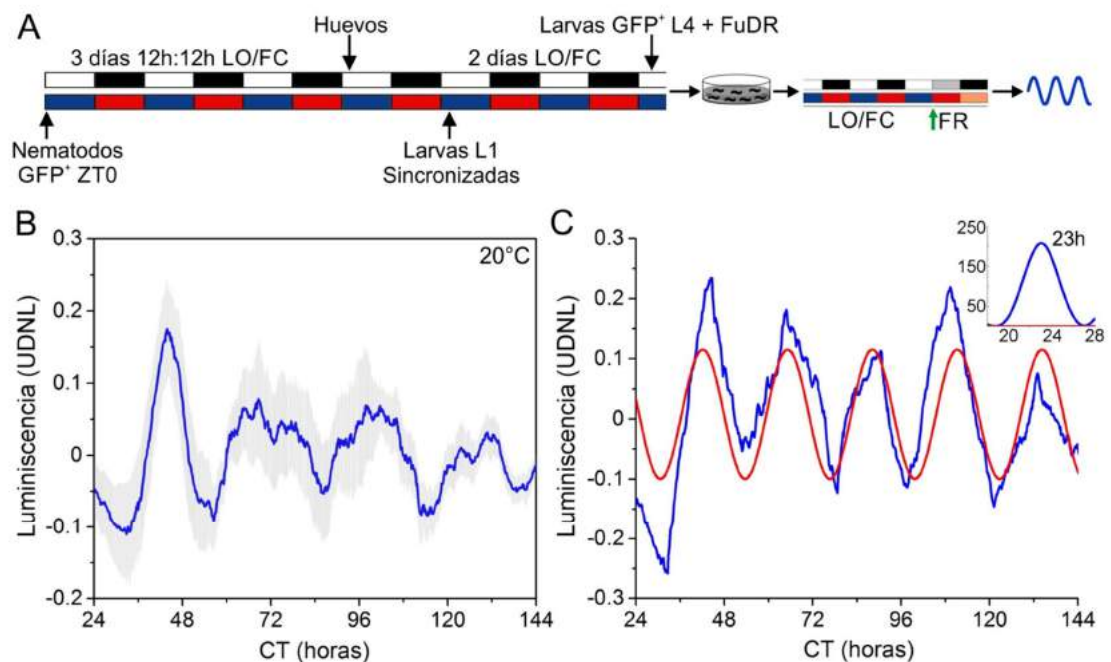 A
Huevos
Larvas GFP⁺ L4 + FuDR
3 días 12h:12h LO/FC
2 días LO/FC
LO/FC
FR
Nematodos
GFP⁺ ZT0
Larvas L1
Sincronizadas
B
20°C
0.3
0.2
0.1
0
-0.1
-0.2
Luminiscencia (UDNL)
24 48 72 96 120 144
CT (horas)
C
23h
250
200
150
100
50
20 24 28
0.3
0.2
0.1
0
-0.1
-0.2
-0.3
Luminiscencia (UDNL)
24 48 72 96 120 144
CT (horas)